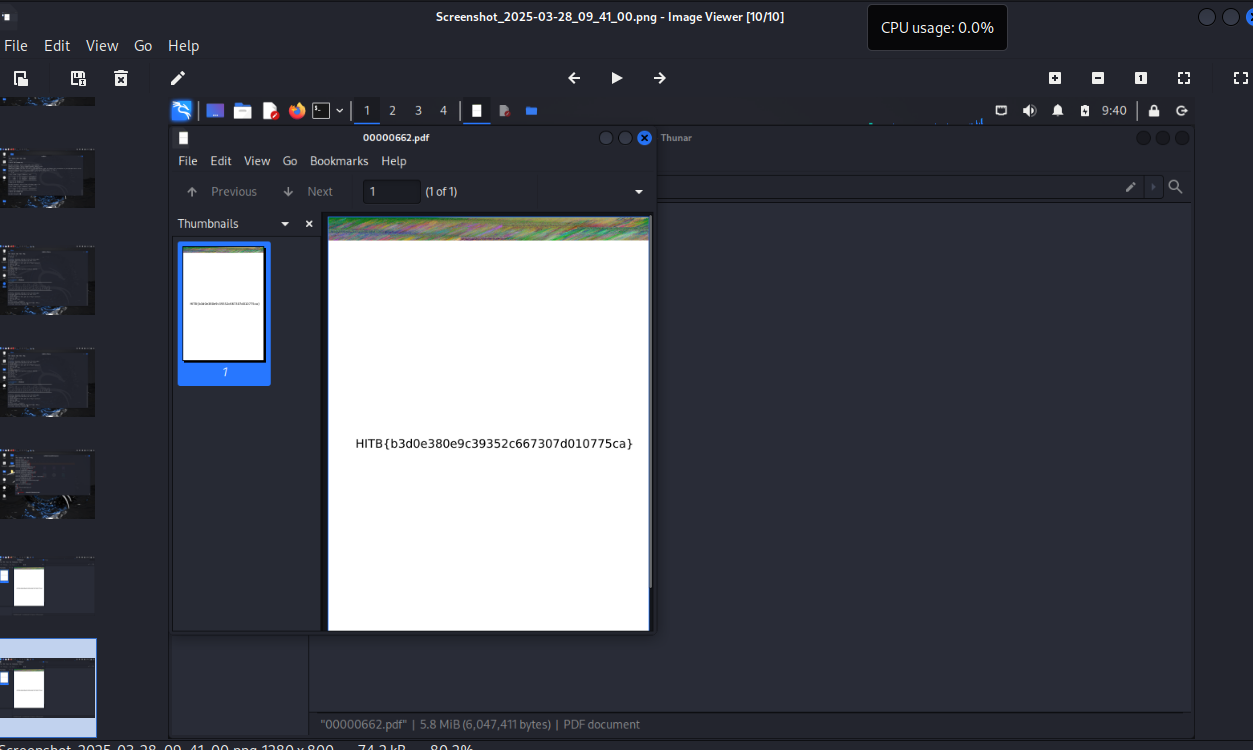 Screenshot_2025-03-28_09_41_00.png - Image Viewer [10/10]
CPU usage: 0.0%
File Edit View Go Help
1 2 3 4
9:40
00000662.pdf
Thunar
File Edit View Go Bookmarks Help
Previous Next 1 (1 of 1)
Thumbnails
1
HITB{b3d0e380e9c39352c667307d010775ca}
"00000662.pdf" | 5.8 MiB (6,047,411 bytes) | PDF document
Screenshot_2025-03-28_09_41_00.png 1280 x 800 74.2 kB 80.2%